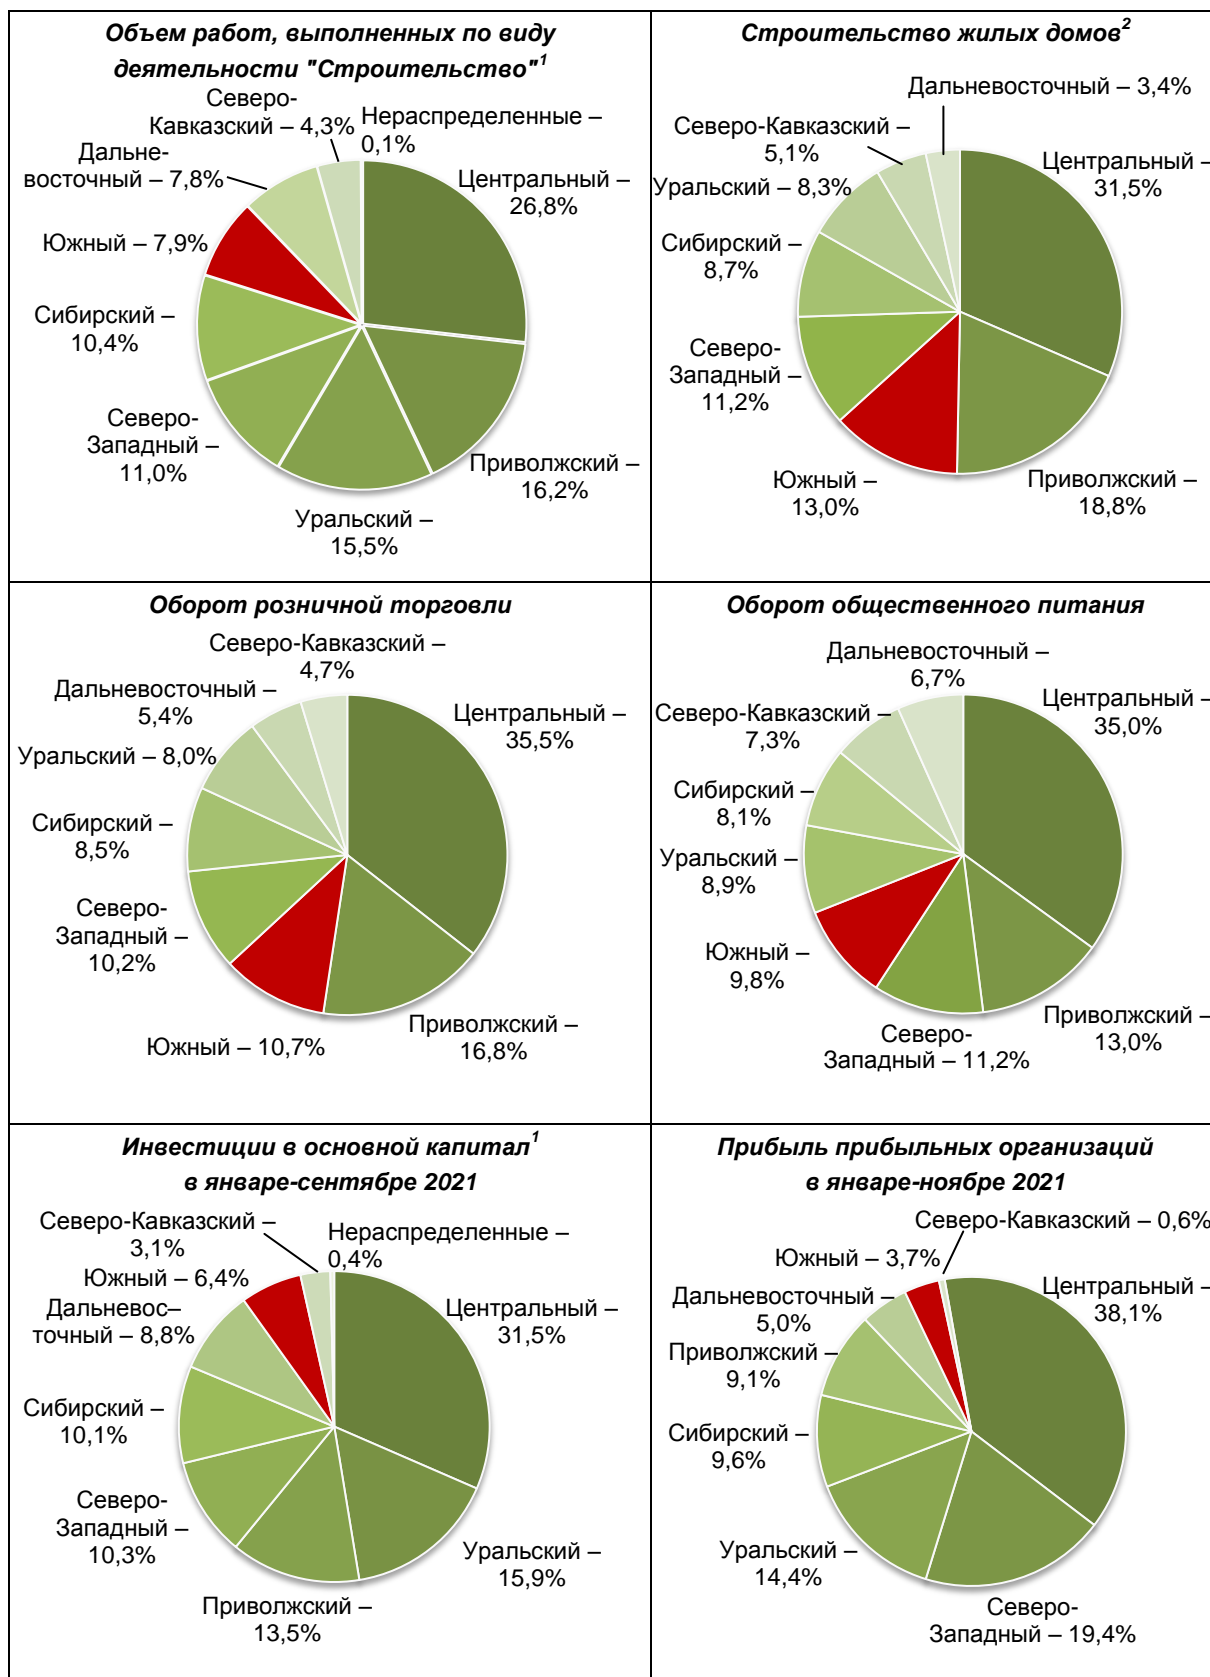 Объем работ, выполненных по виду
деятельности "Строительство"1
Северо-
Кавказский – 4,3%
Нераспределенные –
0,1%
Дальне-
восточный – 7,8%
Центральный –
26,8%
Южный – 7,9%
Сибирский –
10,4%
Северо-
Западный –
11,0%
Приволжский –
16,2%
Уральский –
15,5%
Строительство жилых домов2
Дальневосточный – 3,4%
Северо-Кавказский –
5,1%
Центральный –
31,5%
Уральский – 8,3%
Сибирский –
8,7%
Северо-
Западный –
11,2%
Южный –
13,0%
Приволжский –
18,8%
Оборот розничной торговли
Северо-Кавказский –
4,7%
Дальневосточный –
5,4%
Центральный –
35,5%
Уральский – 8,0%
Сибирский –
8,5%
Северо-
Западный –
10,2%
Южный – 10,7%
Приволжский –
16,8%
Оборот общественного питания
Дальневосточный –
6,7%
Центральный –
35,0%
Северо-Кавказский –
7,3%
Сибирский –
8,1%
Уральский –
8,9%
Южный –
9,8%
Северо-
Западный – 11,2%
Приволжский –
13,0%
Инвестиции в основной капитал1
в январе-сентябре 2021
Северо-Кавказский –
3,1%
Нераспределенные –
0,4%
Южный – 6,4%
Дальневос–
точный – 8,8%
Центральный –
31,5%
Сибирский –
10,1%
Северо-
Западный –
10,3%
Уральский –
15,9%
Приволжский –
13,5%
Прибыль прибыльных организаций
в январе-ноябре 2021
Северо-Кавказский – 0,6%
Южный – 3,7%
Центральный –
38,1%
Дальневосточный –
5,0%
Приволжский –
9,1%
Сибирский –
9,6%
Уральский –
14,4%
Северо-
Западный – 19,4%